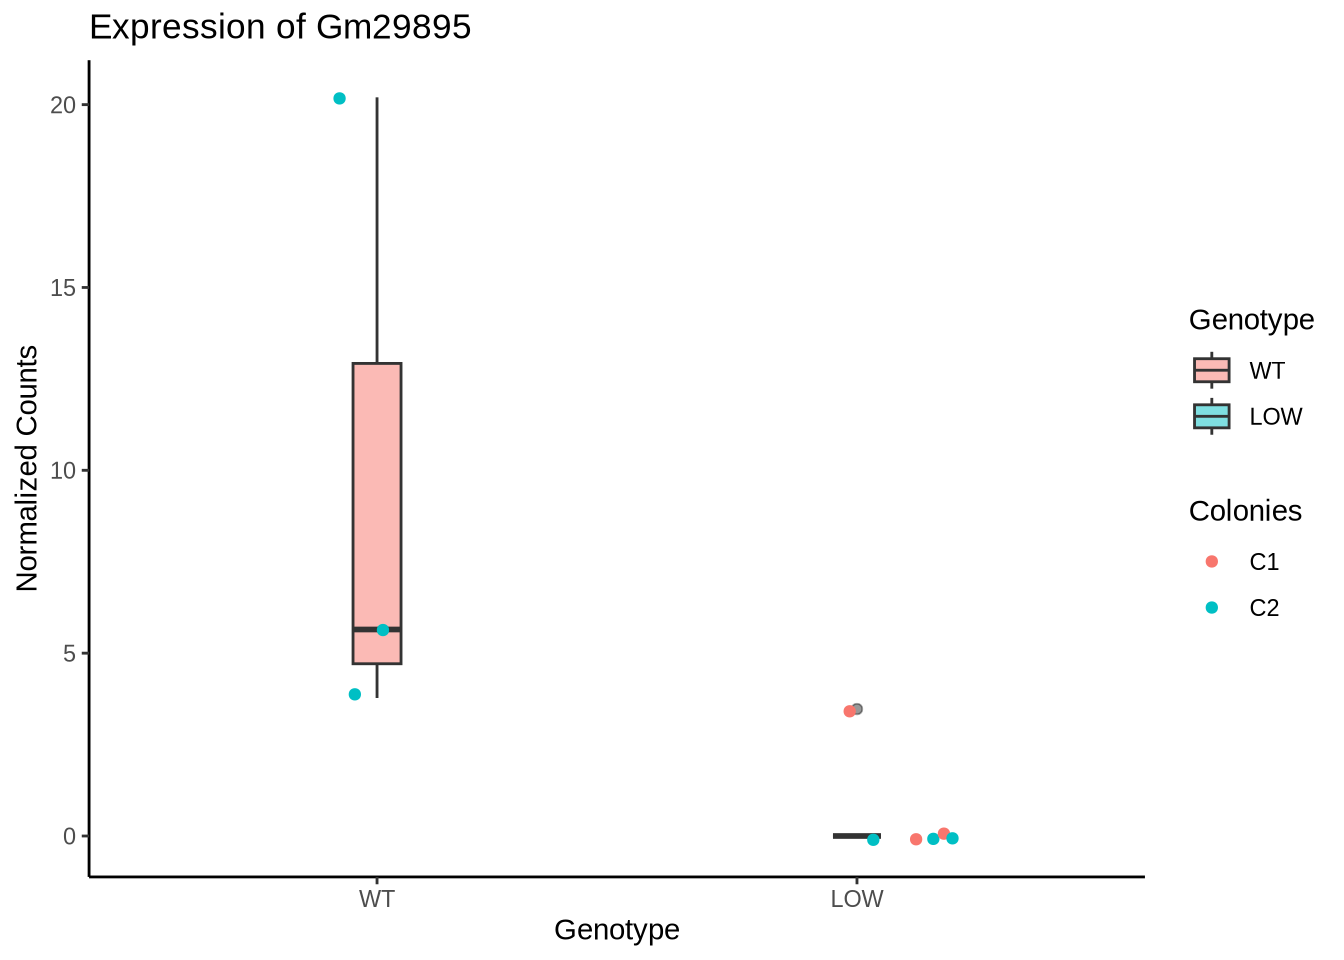 Expression of Gm29895
Normalized Counts
20
15
10
5
0
WT
LOW
Genotype
Genotype
WT
LOW
Colonies
C1
C2